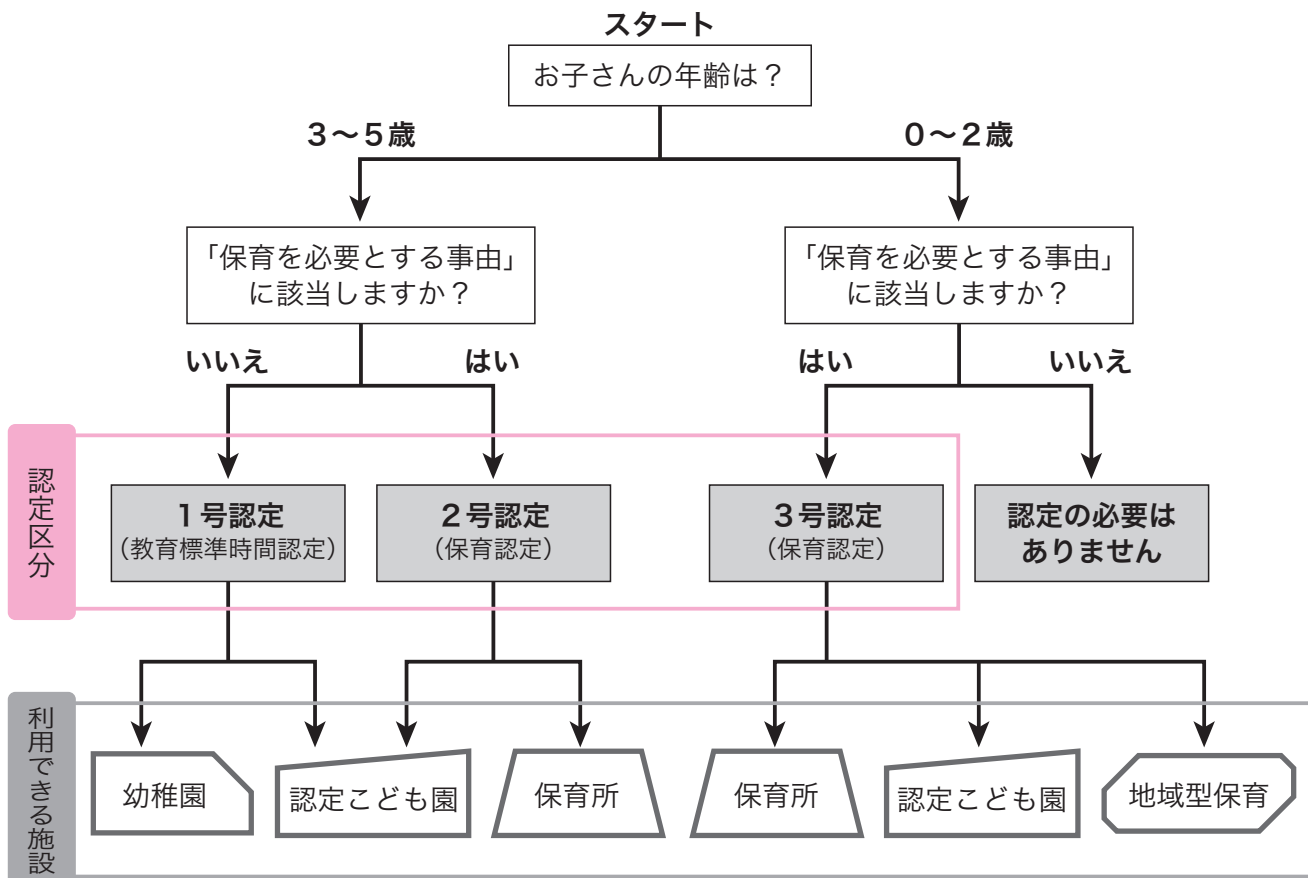 スタート
お子さんの年齢は？
３〜５歳
０〜２歳
「保育を必要とする事由」
に該当しますか？
「保育を必要とする事由」
に該当しますか？
いいえ
はい
はい
いいえ
認定区分
１号認定
（教育標準時間認定）
２号認定
（保育認定）
３号認定
（保育認定）
認定の必要は
ありません
利用できる施設
幼稚園
認定こども園
保育所
保育所
認定こども園
地域型保育